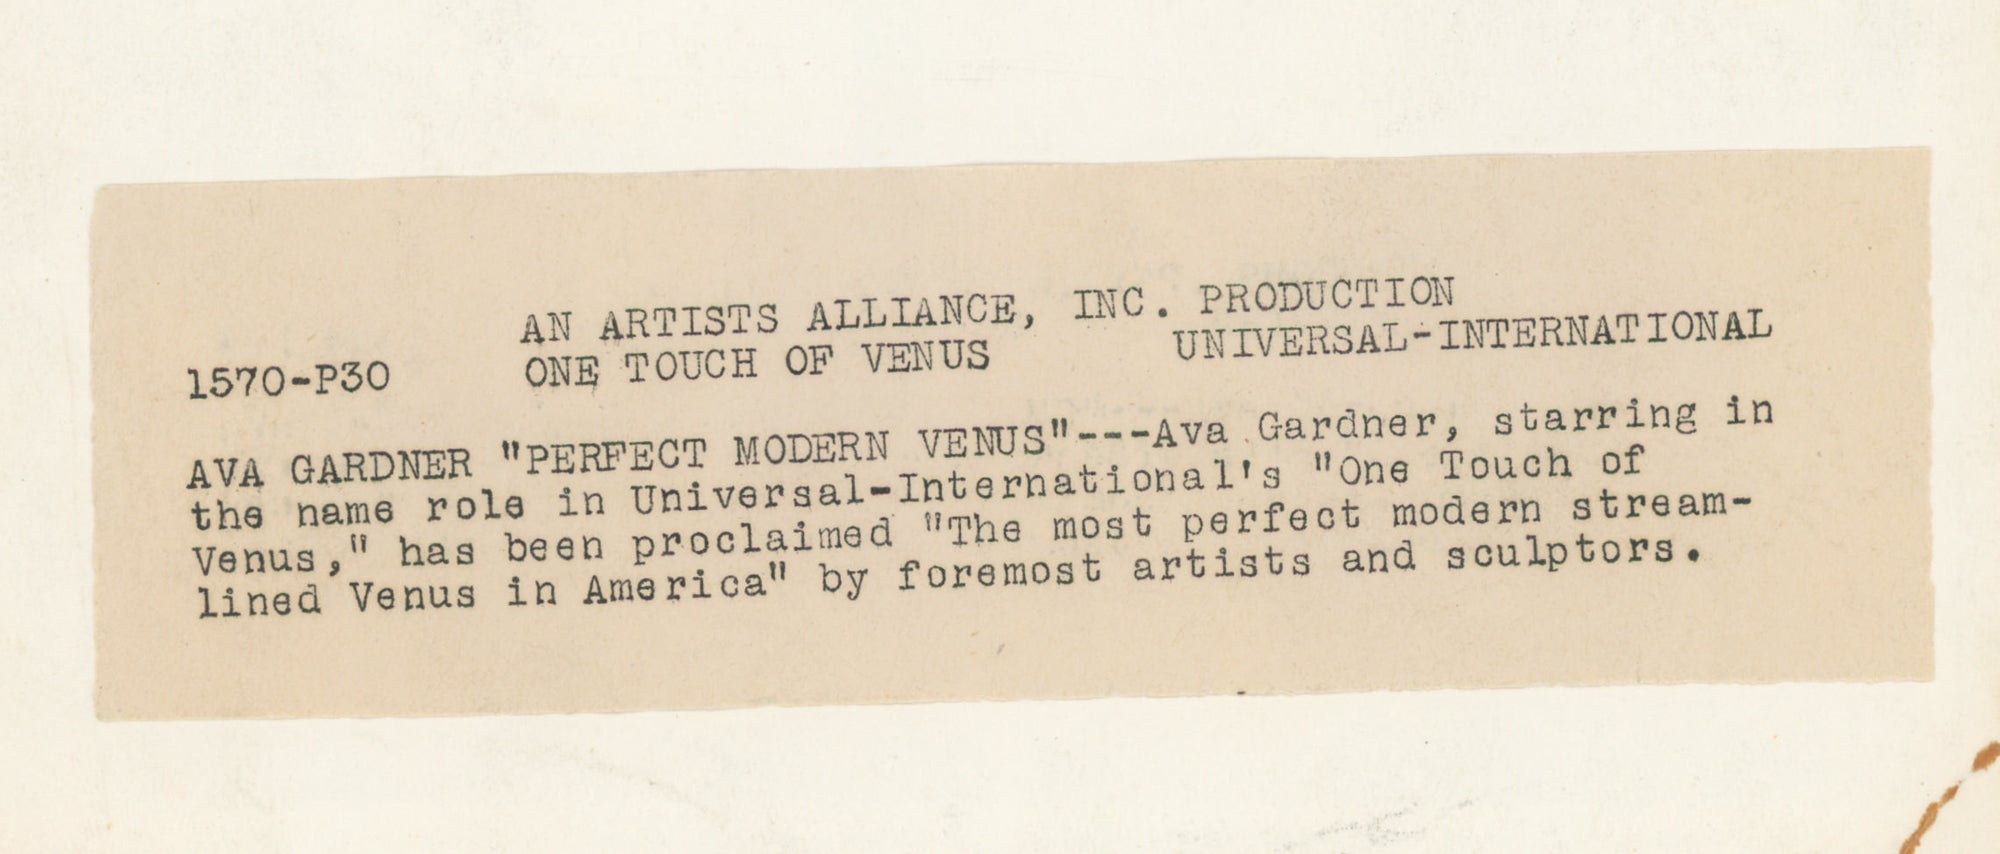 AN ARTISTS ALLIANCE, INC. PRODUCTION
1570-P30 ONE TOUCH OF VENUS UNIVERSAL-INTERNATIONAL
AVA GARDNER "PERFECT MODERN VENUS"---Ava Gardner, starring in
the name role in Universal-International's "One Touch of
Venus," has been proclaimed "The most perfect modern stream-
lined Venus in America" by foremost artists and sculptors.